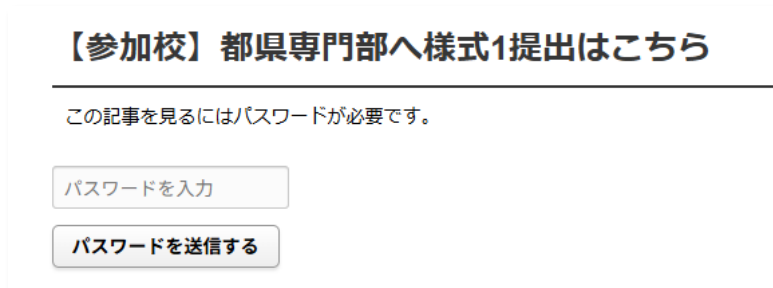 【参加校】都県専門部へ様式1提出はこちら
この記事を見るにはパスワードが必要です。
パスワードを入力
パスワードを送信する